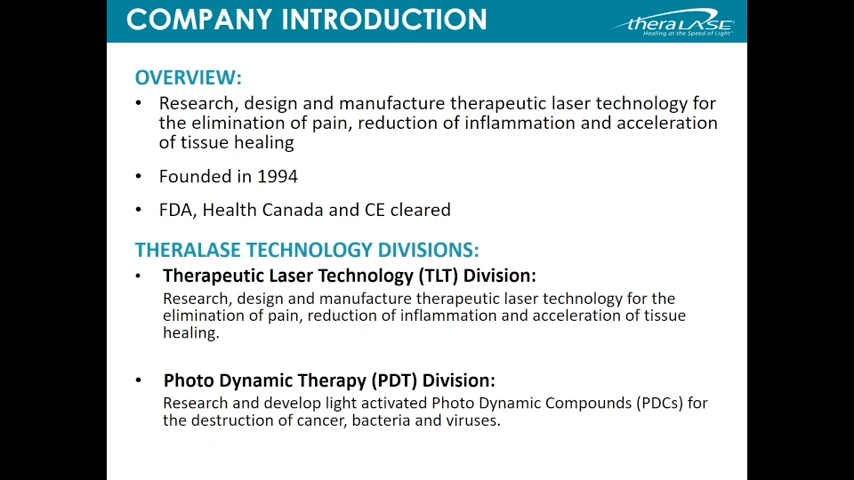 COMPANY INTRODUCTION
theraLASE
Healing at the Speed of Light™
OVERVIEW:
• Research, design and manufacture therapeutic laser technology for
the elimination of pain, reduction of inflammation and acceleration
of tissue healing
• Founded in 1994
• FDA, Health Canada and CE cleared
THERALASE TECHNOLOGY DIVISIONS:
• Therapeutic Laser Technology (TLT) Division:
Research, design and manufacture therapeutic laser technology for the
elimination of pain, reduction of inflammation and acceleration of tissue
healing.
• Photo Dynamic Therapy (PDT) Division:
Research and develop light activated Photo Dynamic Compounds (PDCs) for
the destruction of cancer, bacteria and viruses.